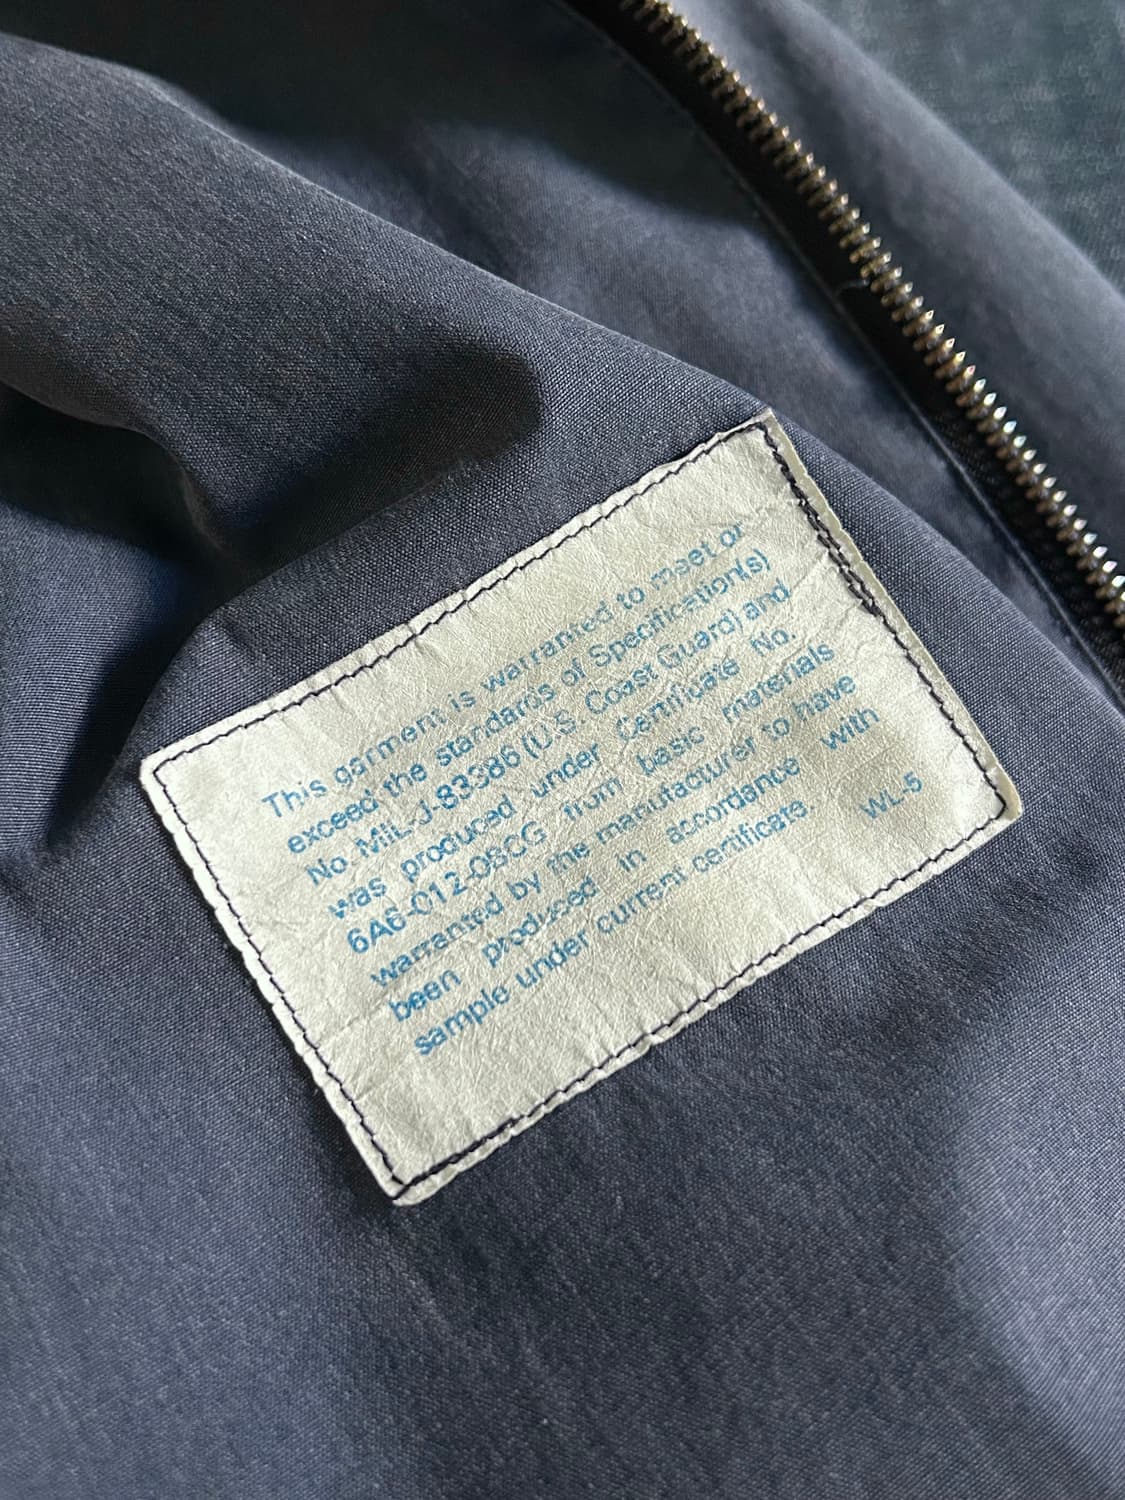 This garment is warranted to meet or
exceed the standards of Specification(s)
No. MIL-J-83386 (U.S. Coast Guard) and
was produced under Certificate No.
6A6-012-08CG from basic materials
warranted by the manufacturer to have
been produced in accordance with
sample under current certificate. WL-5